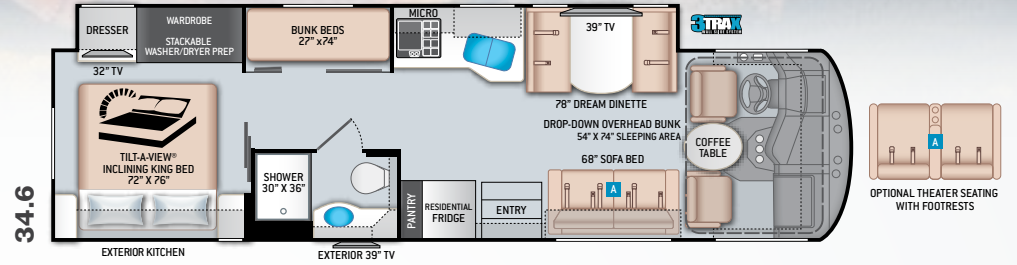 34.6
DRESSER
WARDROBE
STACKABLE
WASHER/DRYER PREP
32" TV
BUNK BEDS
27" x74"
MICRO
39" TV
3TRAX
78" DREAM DINETTE
DROP-DOWN OVERHEAD BUNK
54" X 74" SLEEPING AREA
68" SOFA BED
A
COFFEE
TABLE
TILT-A-VIEW®
INCLINING KING BED
72" X 76"
SHOWER
30" X 36"
PANTRY
RESIDENTIAL
FRIDGE
ENTRY
EXTERIOR KITCHEN
EXTERIOR 39" TV
A
OPTIONAL THEATER SEATING
WITH FOOTRESTS